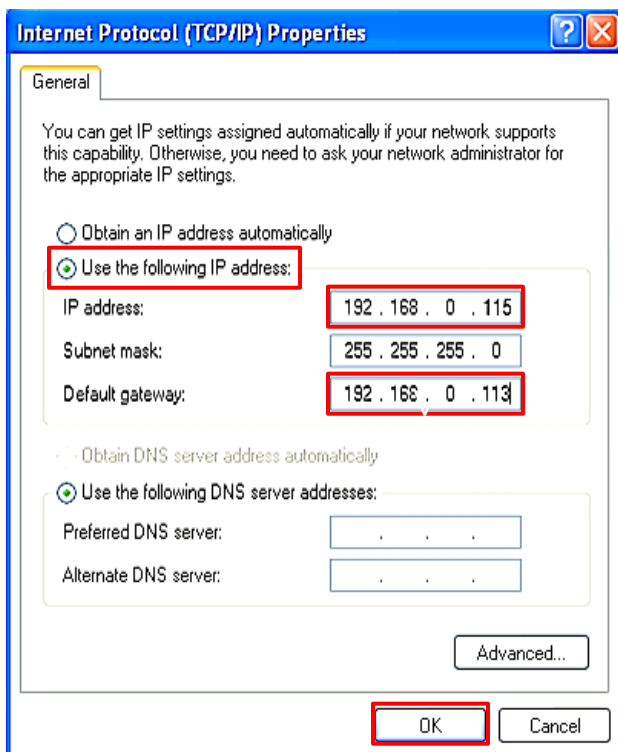 Internet Protocol (TCP/IP) Properties
General
You can get IP settings assigned automatically if your network supports
this capability. Otherwise, you need to ask your network administrator for
the appropriate IP settings.
Obtain an IP address automatically
Use the following IP address:
IP address: 192 . 168 . 0 . 115
Subnet mask: 255 . 255 . 255 . 0
Default gateway: 192 . 168 . 0 . 113
Obtain DNS server address automatically
Use the following DNS server addresses:
Preferred DNS server: . . .
Alternate DNS server: . . .
Advanced...
OK Cancel